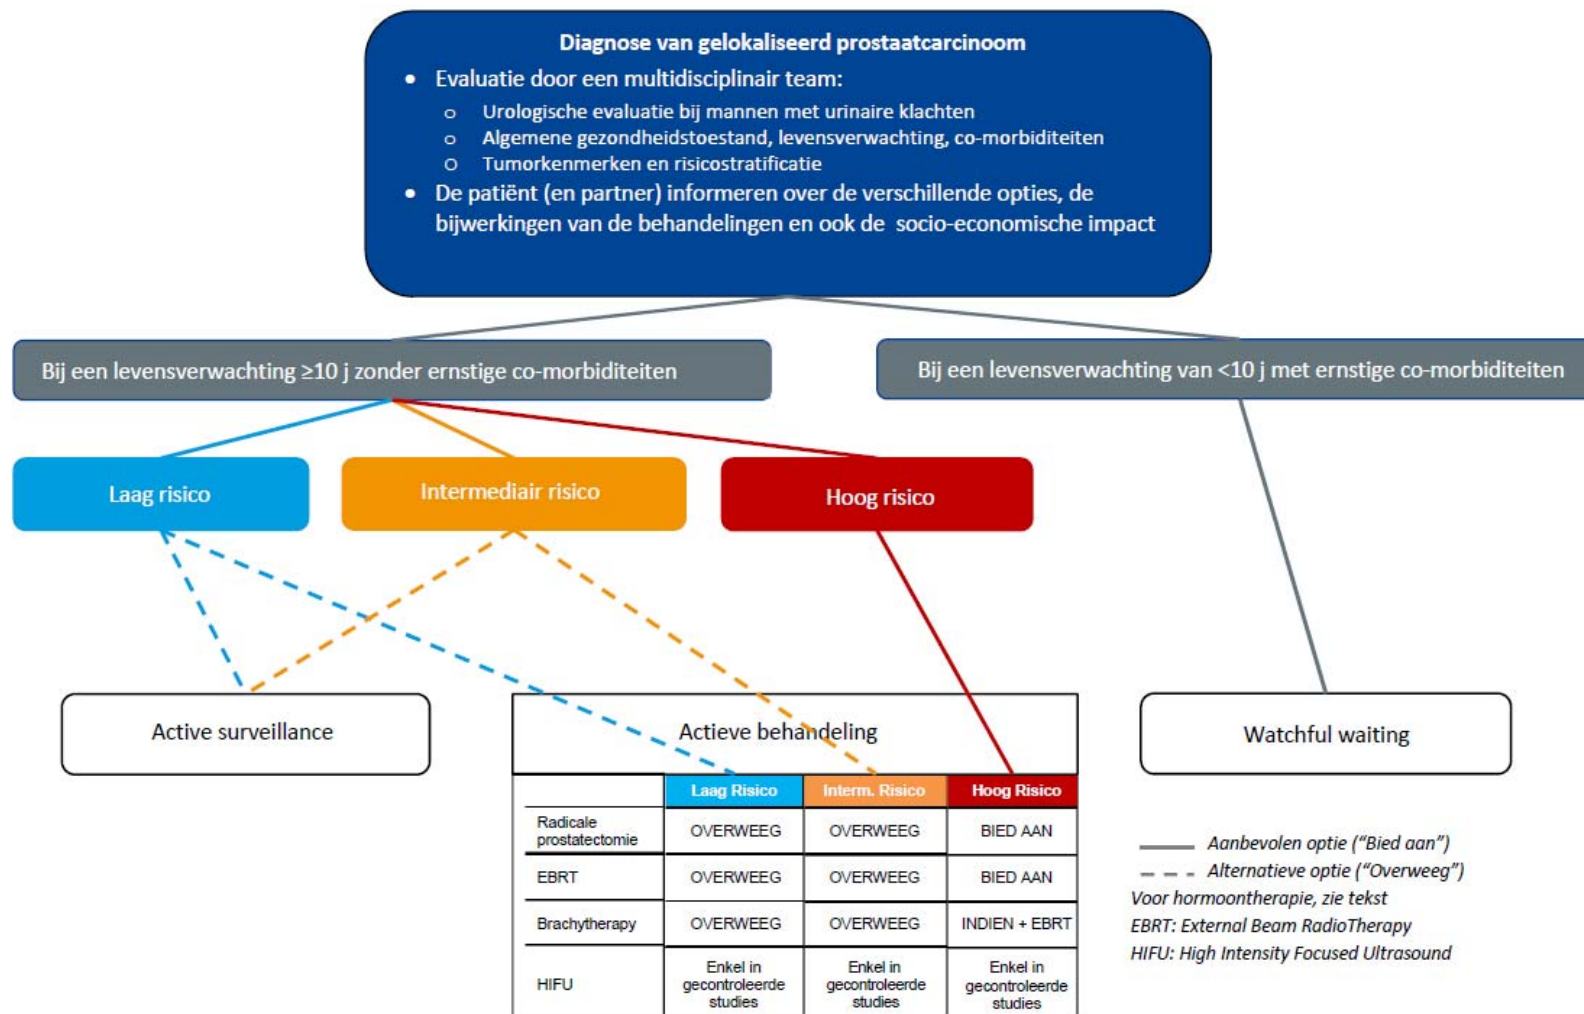 Diagnose van gelokaliseerd prostaatcarcinoom
• Evaluatie door een multidisciplinair team:
o Urologische evaluatie bij mannen met urinaire klachten
o Algemene gezondheidstoestand, levensverwachting, co-morbiditeiten
o Tumorkenmerken en risicostratificatie
• De patiënt (en partner) informeren over de verschillende opties, de
bijwerkingen van de behandelingen en ook de socio-economische impact
Bij een levensverwachting ≥10 j zonder ernstige co-morbiditeiten
Bij een levensverwachting van <10 j met ernstige co-morbiditeiten
Laag risico
Intermediair risico
Hoog risico
Active surveillance
Actieve behandeling
Watchful waiting
Laag Risico Interm. Risico Hoog Risico
Radicale
prostatectomie
OVERWEEG OVERWEEG BIED AAN
EBRT OVERWEEG OVERWEEG BIED AAN
Brachytherapy OVERWEEG OVERWEEG INDIEN + EBRT
HIFU
Enkel in
gecontroleerde
studies
Enkel in
gecontroleerde
studies
Enkel in
gecontroleerde
studies
Aanbevolen optie (“Bied aan”)
Alternatieve optie (“Overweeg”)
Voor hormoontherapie, zie tekst
EBRT: External Beam RadioTherapy
HIFU: High Intensity Focused Ultrasound